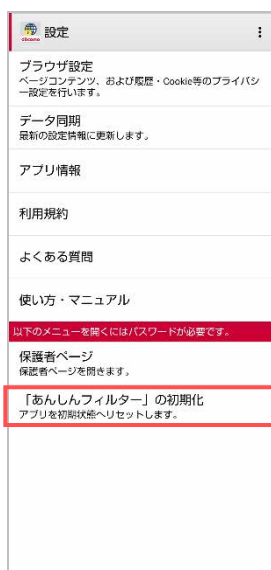 docomo
設定
ブラウザ設定
ページコンテンツ、および履歴・Cookie等のプライバシ
ー設定を行います。
データ同期
最新の設定情報に更新します。
アプリ情報
利用規約
よくある質問
使い方・マニュアル
以下のメニューを開くにはパスワードが必要です。
保護者ページ
保護者ページを開きます。
「あんしんフィルター」の初期化
アプリを初期状態へリセットします。